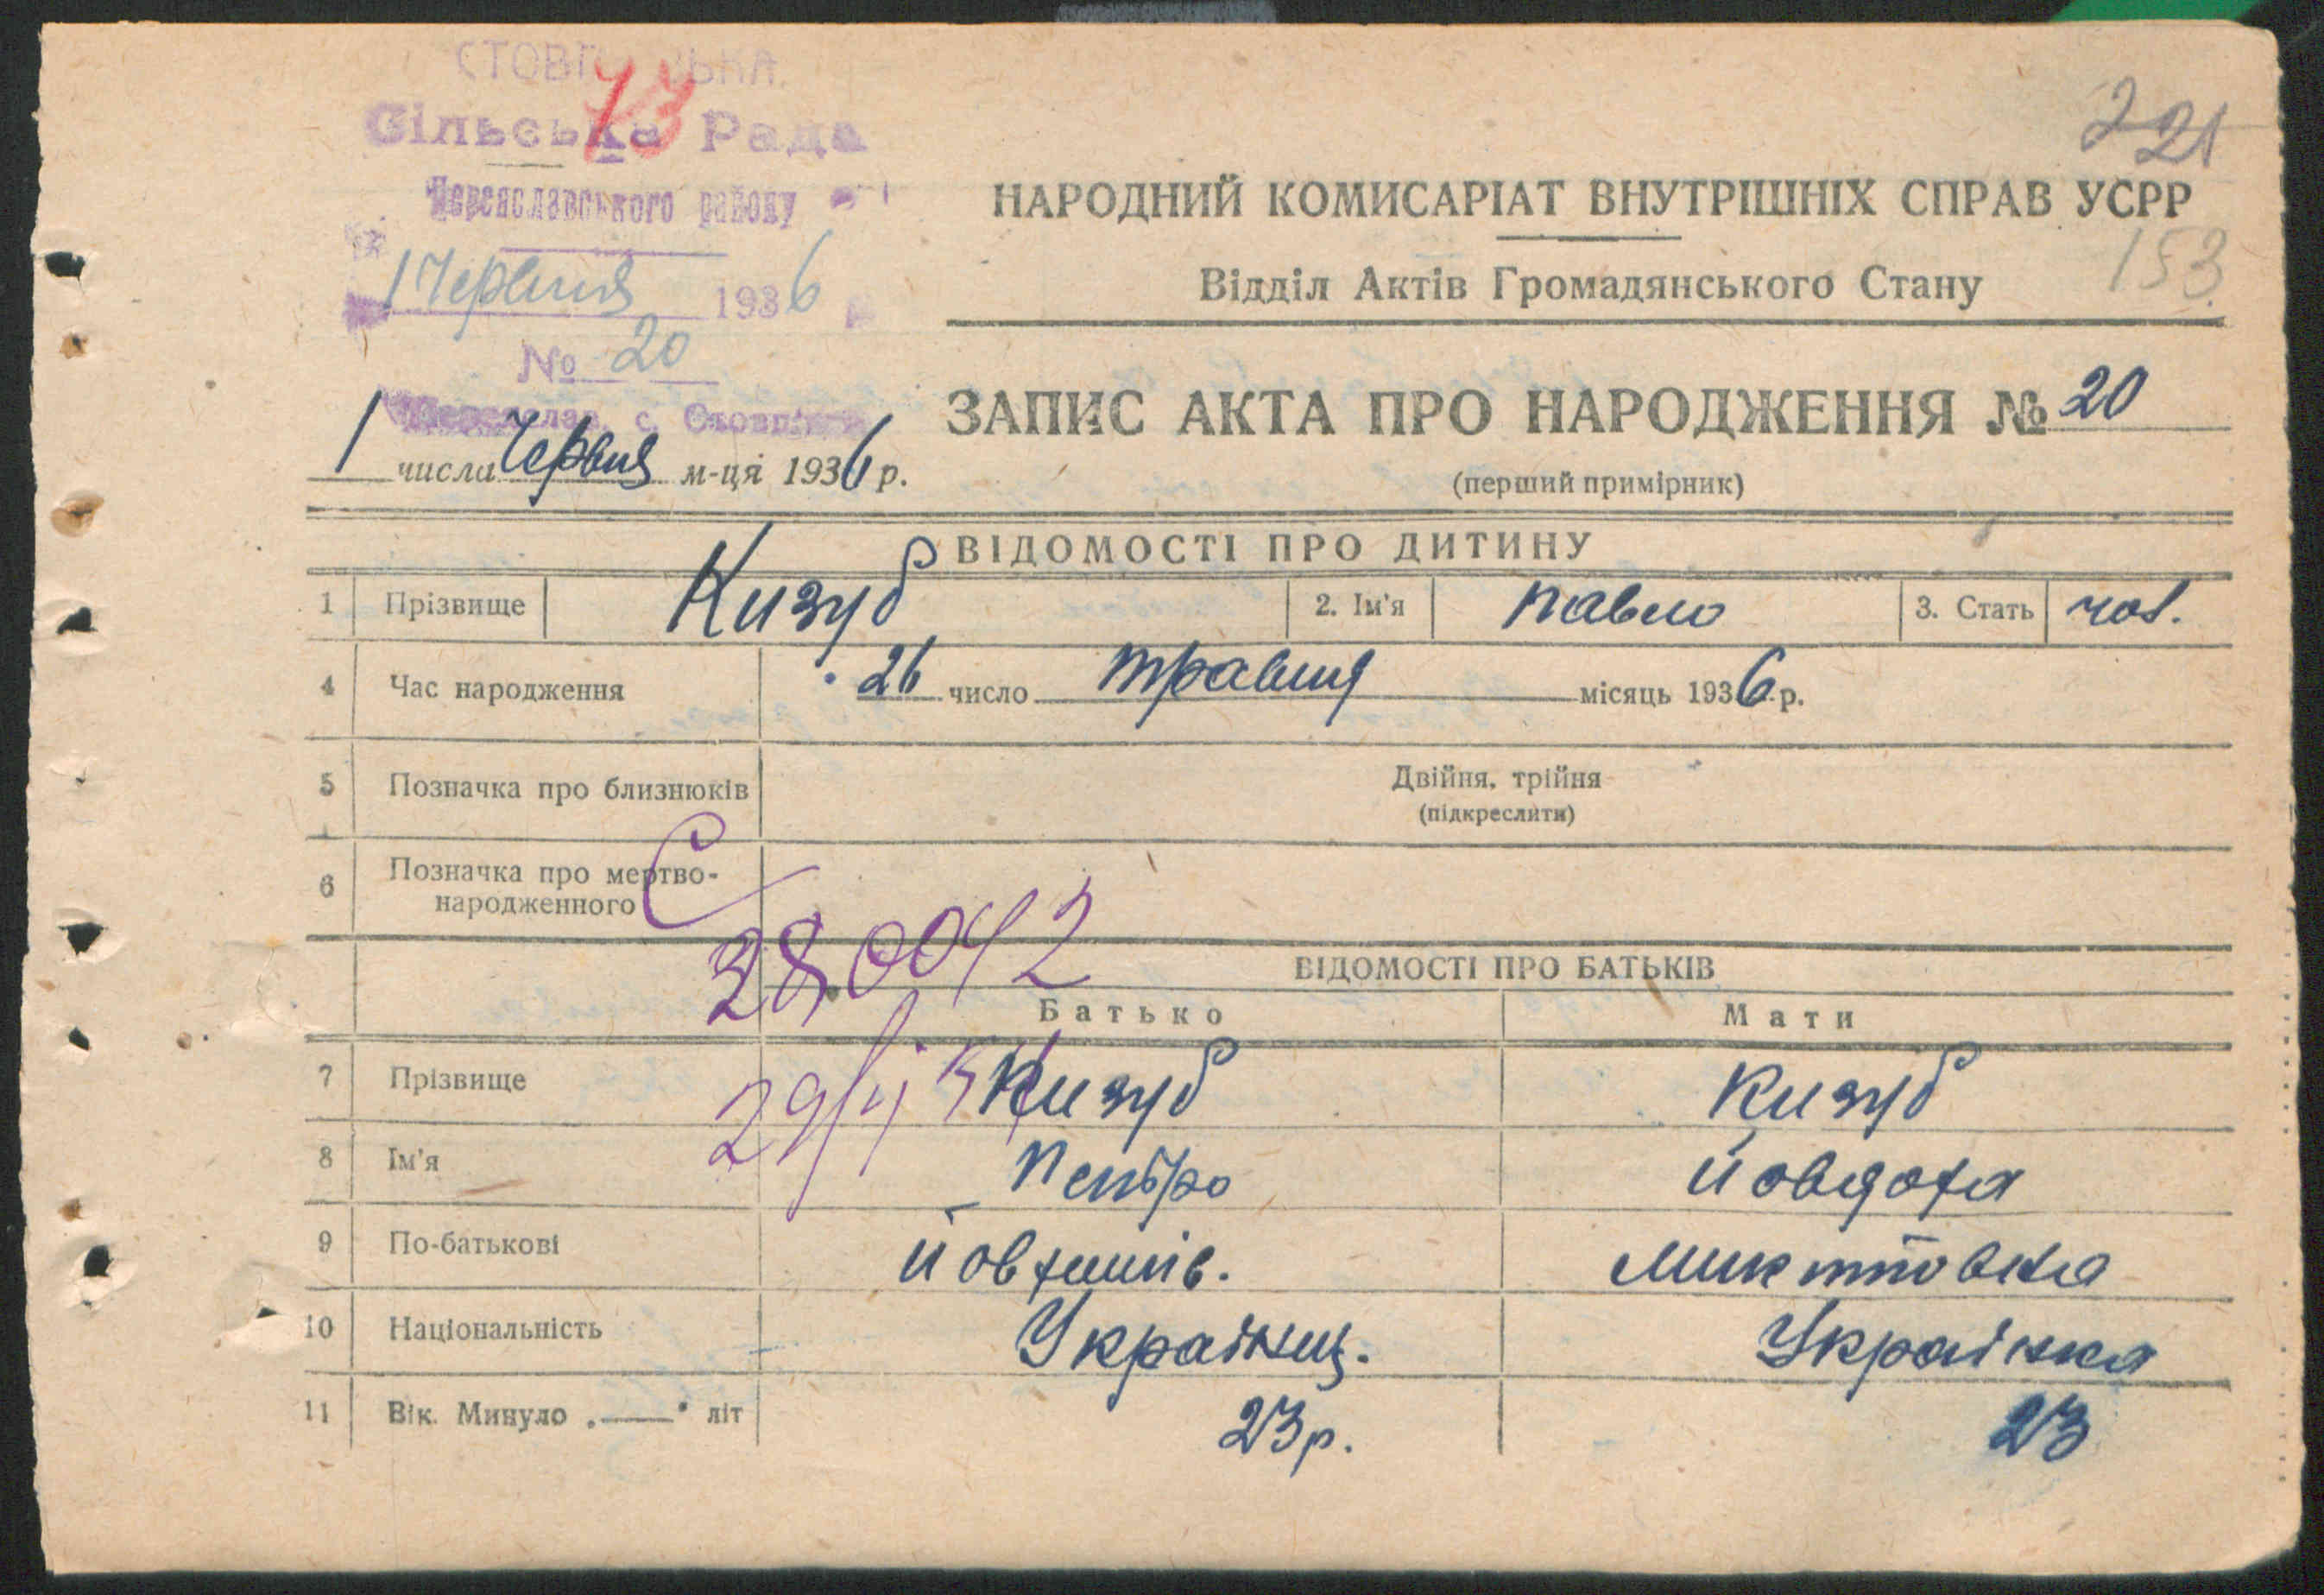 Сільська Рада
73
Переяславського району
1 Червня 1936
№ 20
1 числа Червня м-ця 1936 р.
221
НАРОДНИЙ КОМИСАРІАТ ВНУТРІШНІХ СПРАВ УСРР
153
Відділ Актів Громадянського Стану
ЗАПИС АКТА ПРО НАРОДЖЕННЯ № 20
(перший примірник)
ВІДОМОСТІ ПРО ДИТИНУ
1 Прізвище Кизуб 2. Ім'я Павло 3. Стать чол.
4 Час народження 26 число травня місяць 1936 р.
5 Позначка про близнюків Двійня, трійня
(підкреслити)
6 Позначка про мертво-
народженного
ВІДОМОСТІ ПРО БАТЬКІВ
Батько Мати
7 Прізвище Кизуб Кизуб
8 Ім'я Петро Йовдоха
9 По-батькові
10 Національність Українц. Українка
11 Вік. Минуло „——" літ 23 р. 23